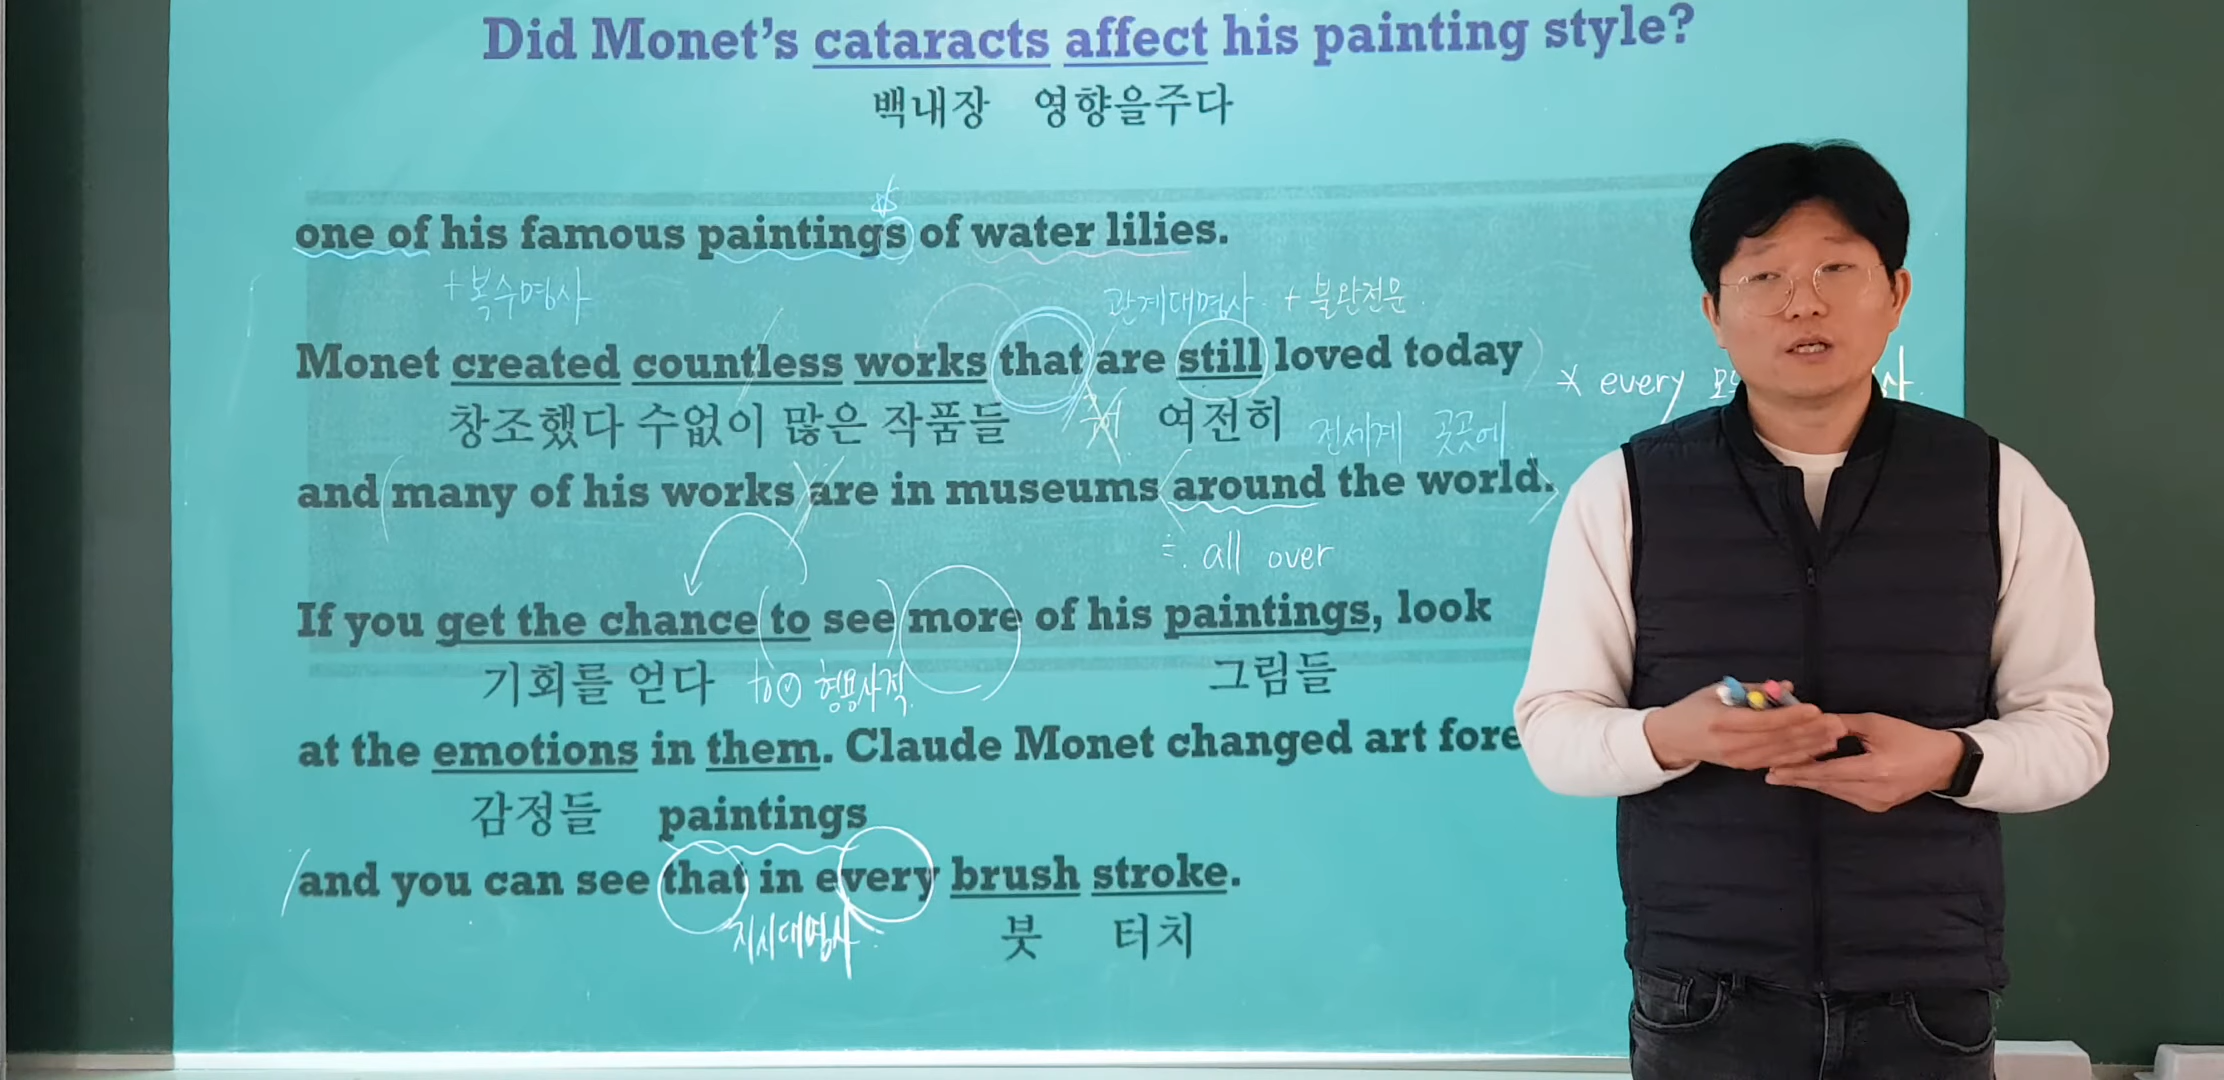 Did Monet's cataracts affect his painting style?
백내장 영향을주다
one of his famous paintings of water lilies.
+복수명사 관계대명사 + 불완전문
Monet created countless works that are still loved today
* every 모
창조했다 수없이 많은 작품들 여전히 전세계 곳곳에
and many of his works are in museums around the world.
= all over
If you get the chance to see more of his paintings, look
기회를 얻다 to ⓥ 형용사적 그림들
at the emotions in them. Claude Monet changed art fore
감정들 paintings
and you can see that in every brush stroke.
지시대명사 붓 터치